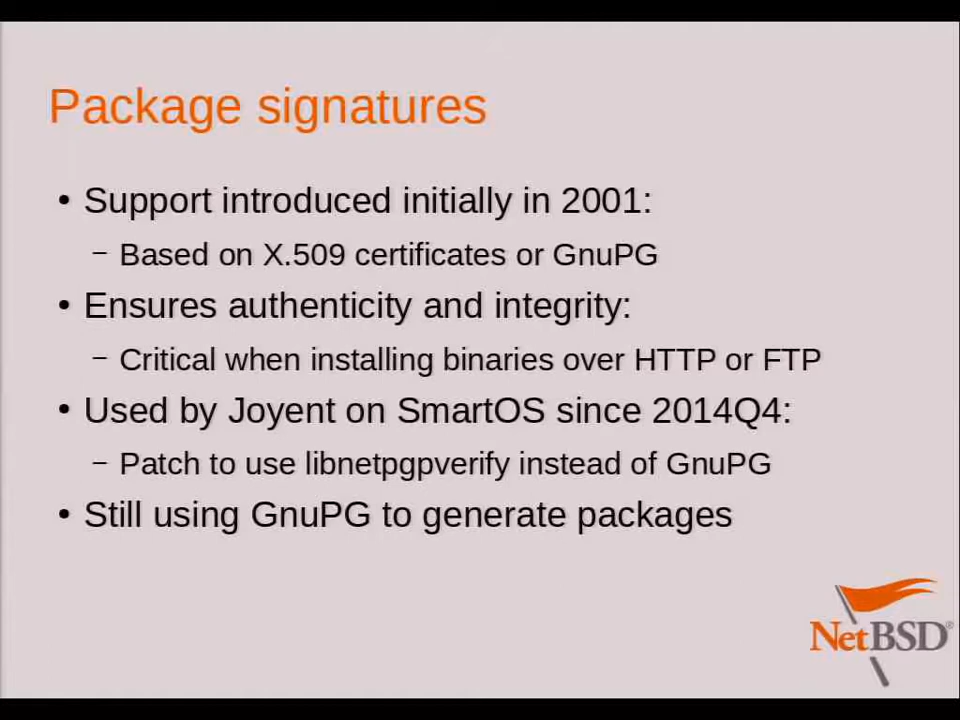 Package signatures
• Support introduced initially in 2001:
– Based on X.509 certificates or GnuPG
• Ensures authenticity and integrity:
– Critical when installing binaries over HTTP or FTP
• Used by Joyent on SmartOS since 2014Q4:
– Patch to use libnetpgpverify instead of GnuPG
• Still using GnuPG to generate packages
NetBSD®